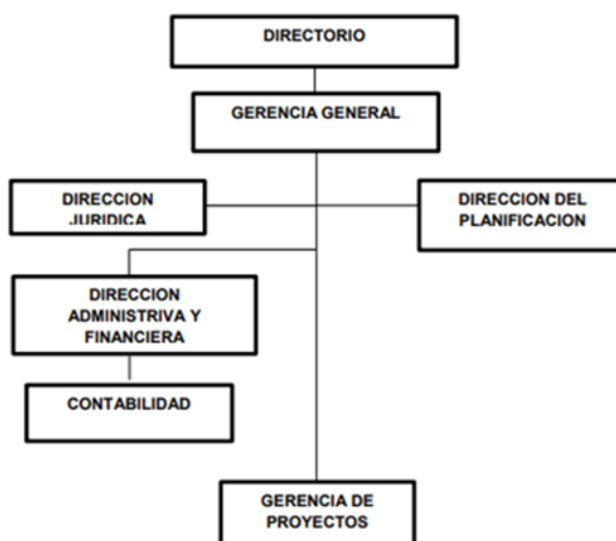 DIRECTORIO
GERENCIA GENERAL
DIRECCION
JURIDICA
DIRECCION DEL
PLANIFICACION
DIRECCION
ADMINISTRIVA Y
FINANCIERA
CONTABILIDAD
GERENCIA DE
PROYECTOS